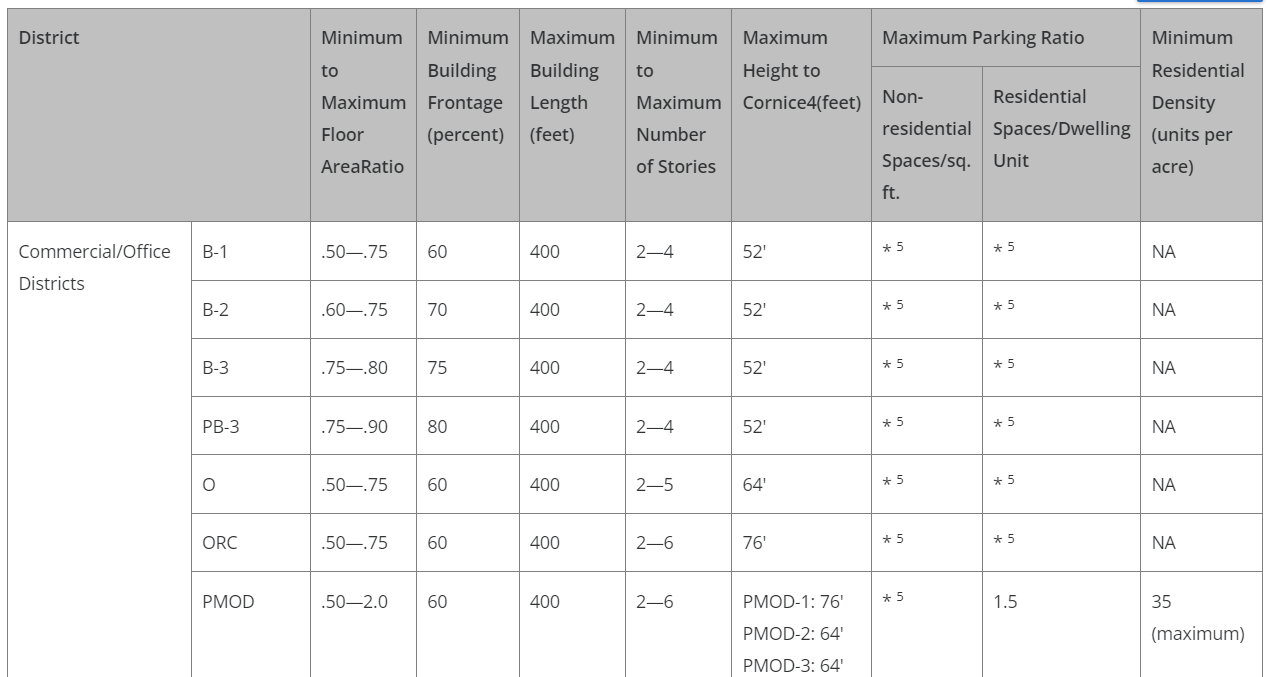 District
Minimum
to
Maximum
Floor
AreaRatio
Minimum
Building
Frontage
(percent)
Maximum
Building
Length
(feet)
Minimum
to
Maximum
Number
of Stories
Maximum
Height to
Cornice4(feet)
Maximum Parking Ratio
Non-
residential
Spaces/sq.
ft.
Residential
Spaces/Dwelling
Unit
Minimum
Residential
Density
(units per
acre)
Commercial/Office
Districts
B-1 .50—.75 60 400 2—4 52' * 5 * 5 NA
B-2 .60—.75 70 400 2—4 52' * 5 * 5 NA
B-3 .75—.80 75 400 2—4 52' * 5 * 5 NA
PB-3 .75—.90 80 400 2—4 52' * 5 * 5 NA
O .50—.75 60 400 2—5 64' * 5 * 5 NA
ORC .50—.75 60 400 2—6 76' * 5 * 5 NA
PMOD .50—2.0 60 400 2—6 PMOD-1: 76' * 5 1.5 35
PMOD-2: 64' (maximum)
PMOD-3: 64'